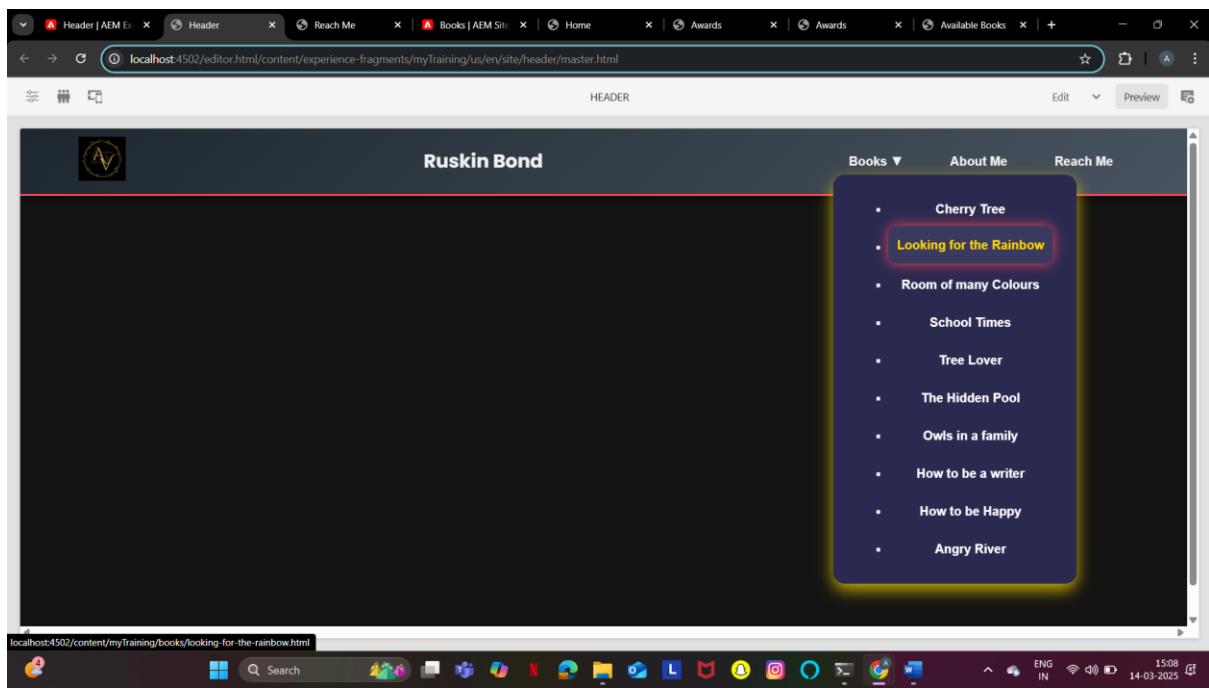 Header | AEM Ex
Header
Reach Me
Books | AEM Site
Home
Awards
Awards
Available Books
localhost:4502/editor.html/content/experience-fragments/myTraining/us/en/site/header/master.html
A
HEADER
Edit
Preview
AV
Ruskin Bond
Books ▼
About Me
Reach Me
Cherry Tree
Looking for the Rainbow
Room of many Colours
School Times
Tree Lover
The Hidden Pool
Owls in a family
How to be a writer
How to be Happy
Angry River
localhost:4502/content/myTraining/books/looking-for-the-rainbow.html
Search
ENG
IN
15:08
14-03-2025